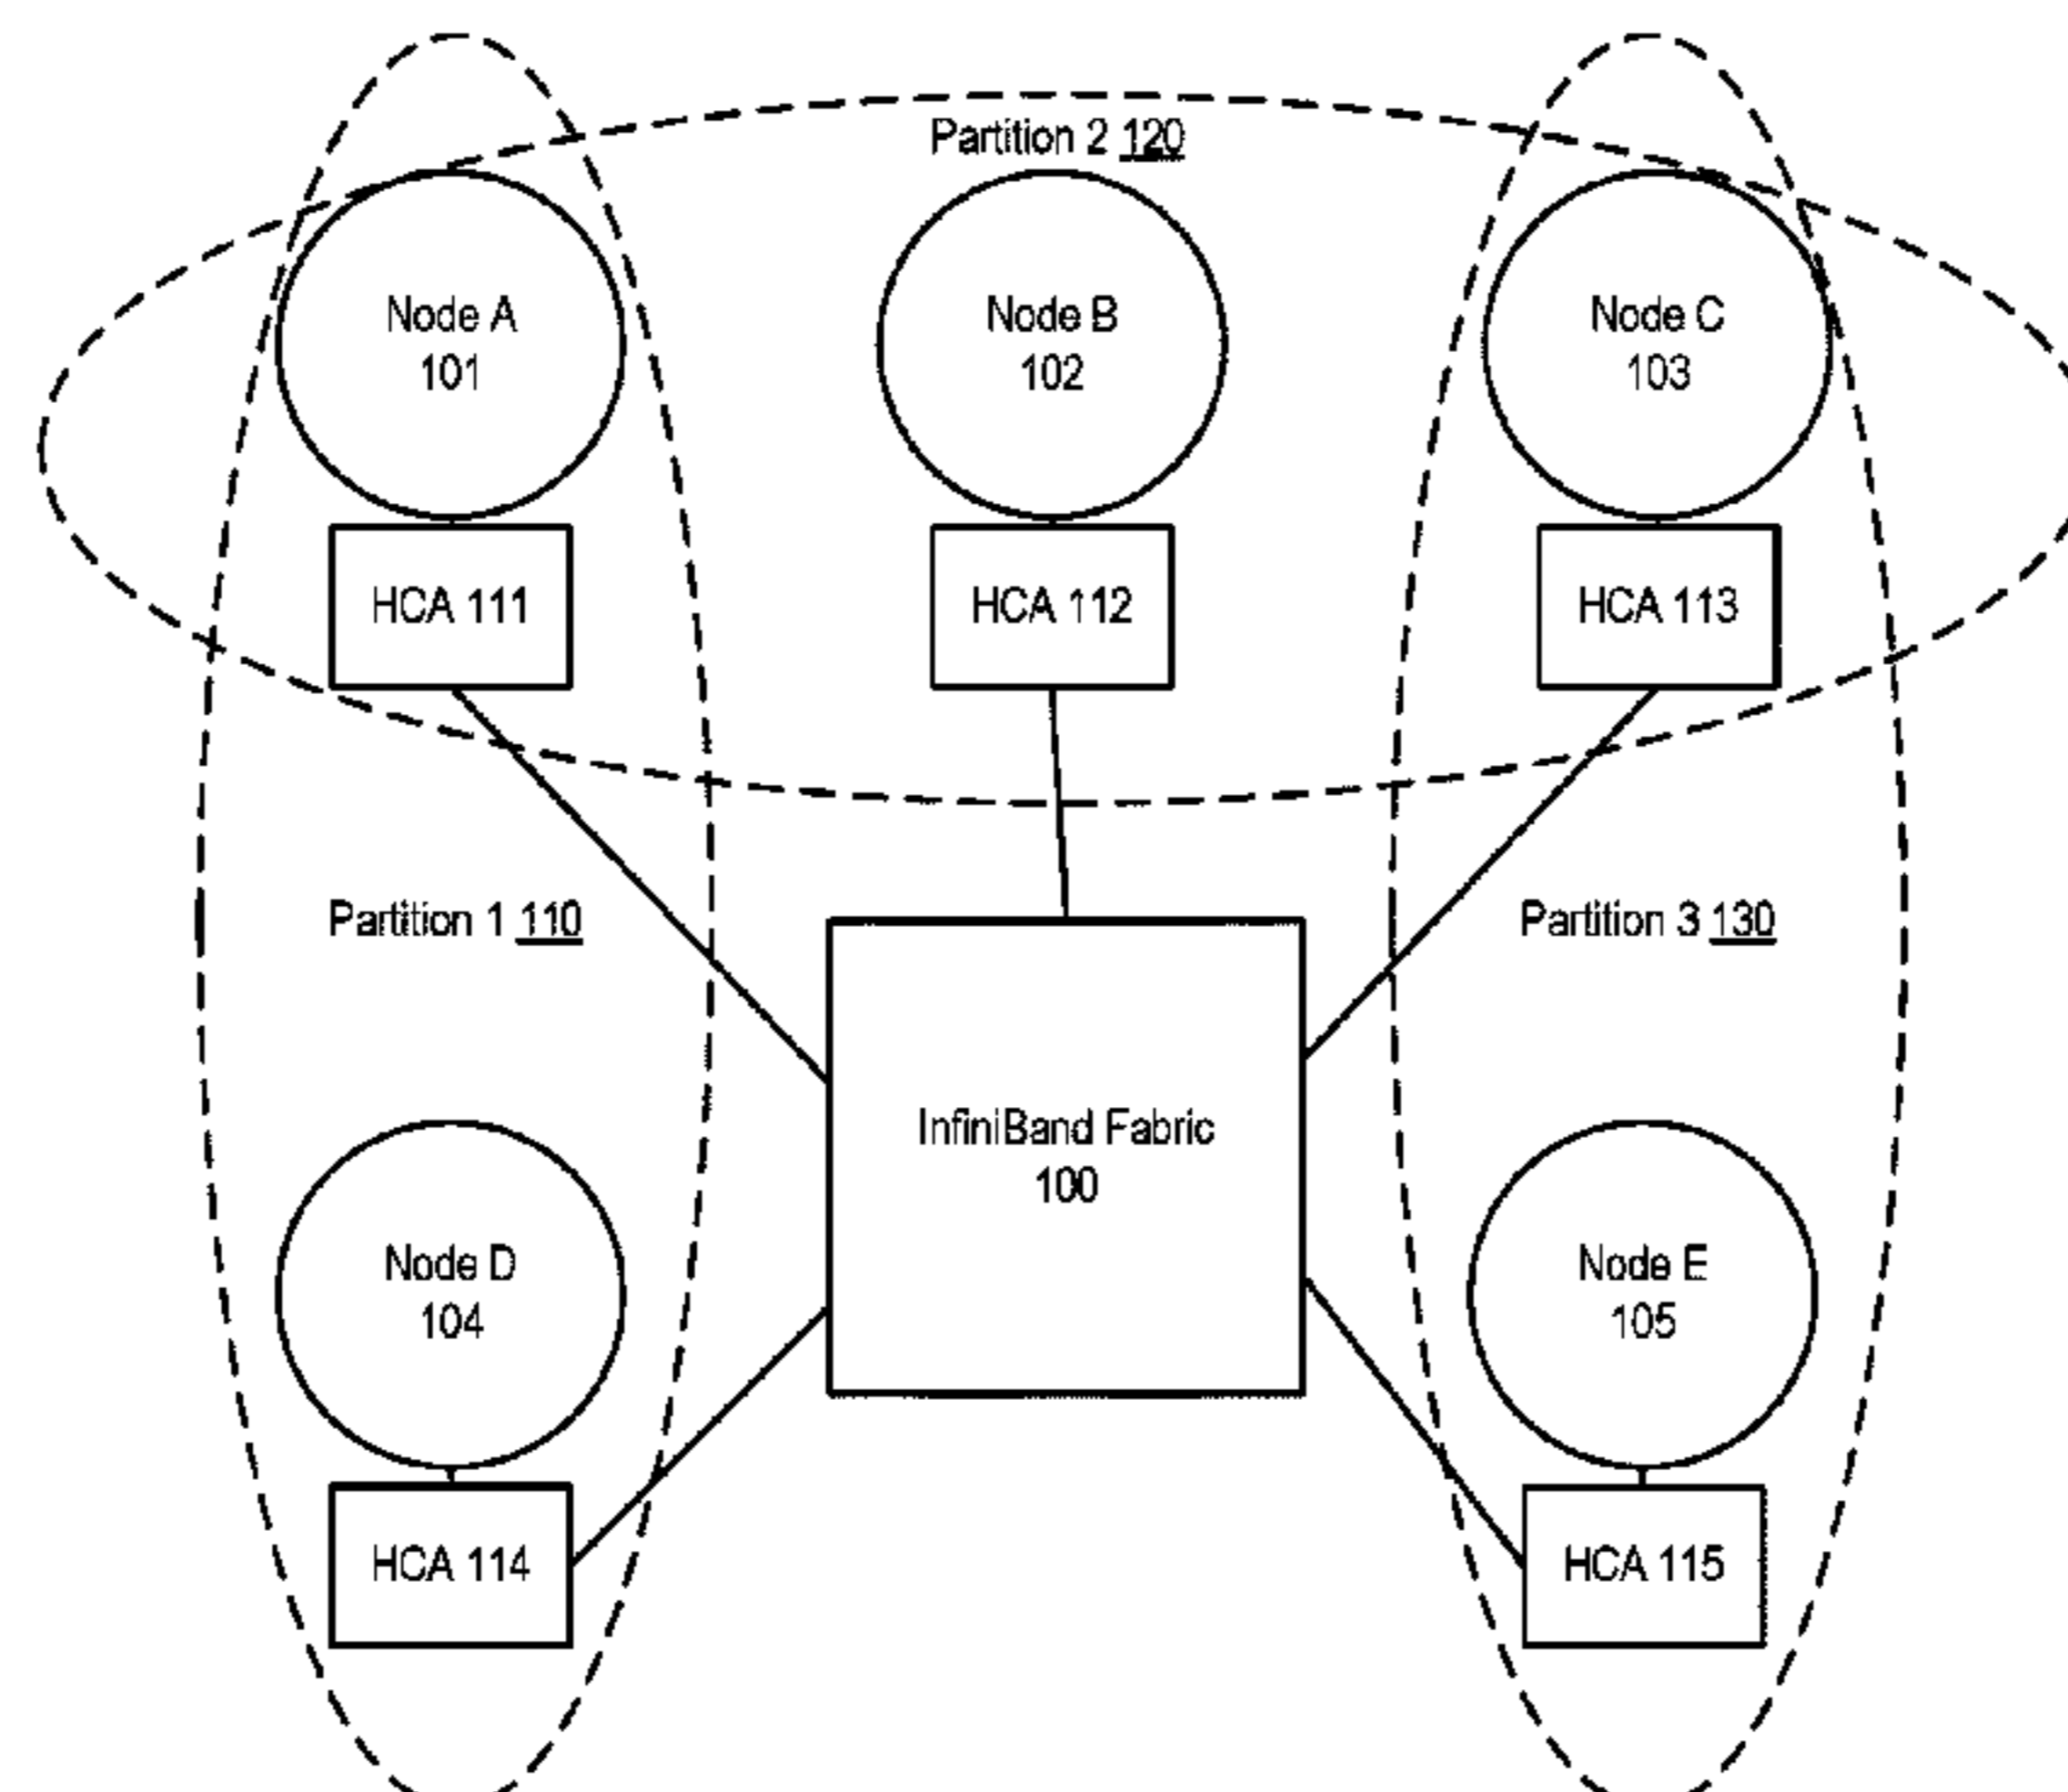 Partition 2 120
Node A
101
Node B
102
Node C
103
HCA 111
HCA 112
HCA 113
Partition 1 110
Partition 3 130
InfiniBand Fabric
100
Node D
104
Node E
105
HCA 114
HCA 115